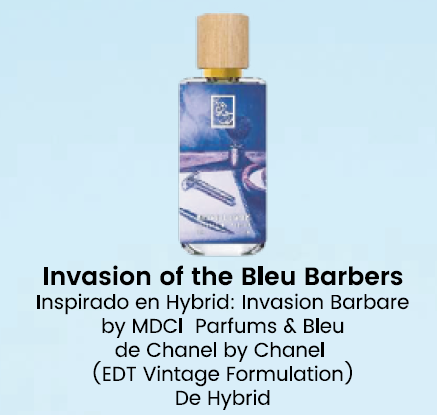 Invasion of the Bleu Barbers
Inspirado en Hybrid: Invasion Barbare
by MDCI Parfums & Bleu
de Chanel by Chanel
(EDT Vintage Formulation)
De Hybrid